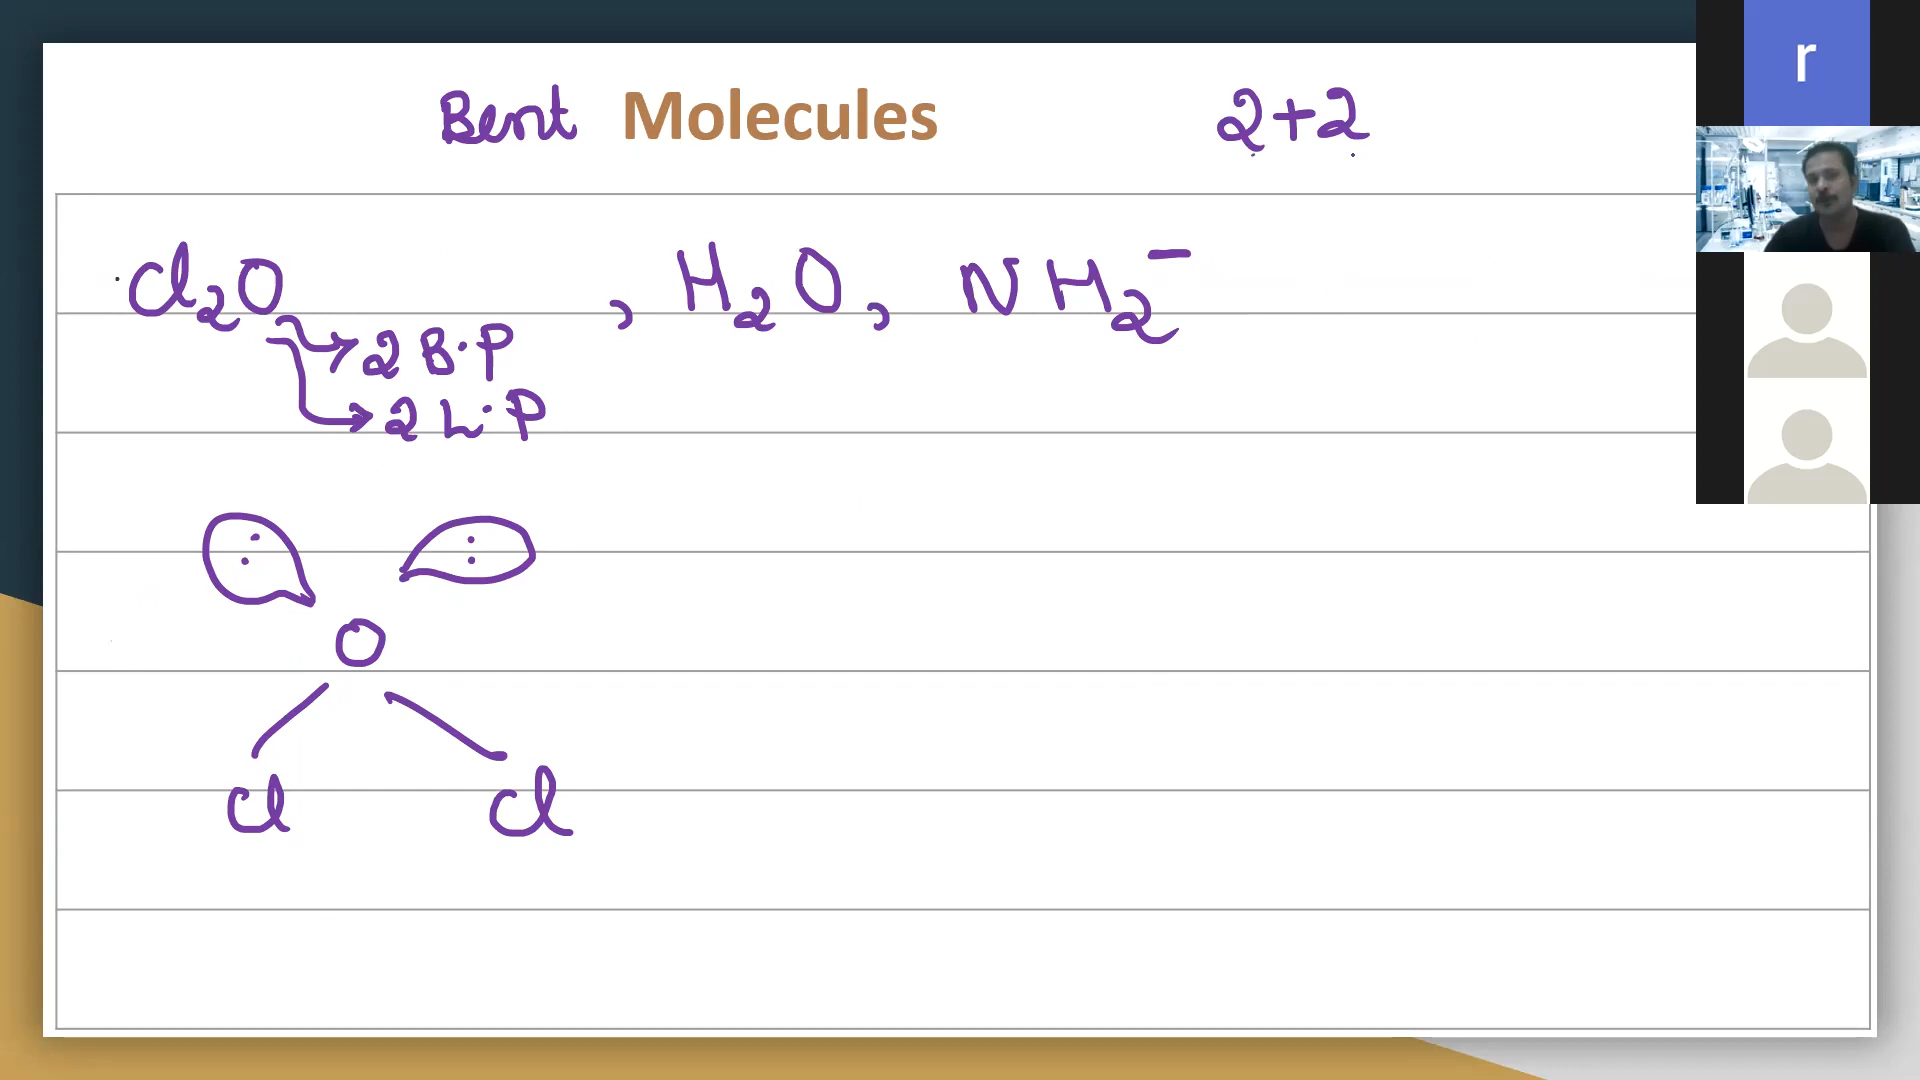 Bent Molecules 2+2
r
Cl₂O , H₂O, NH₂⁻
2 B.P
2 L.P
O
Cl Cl